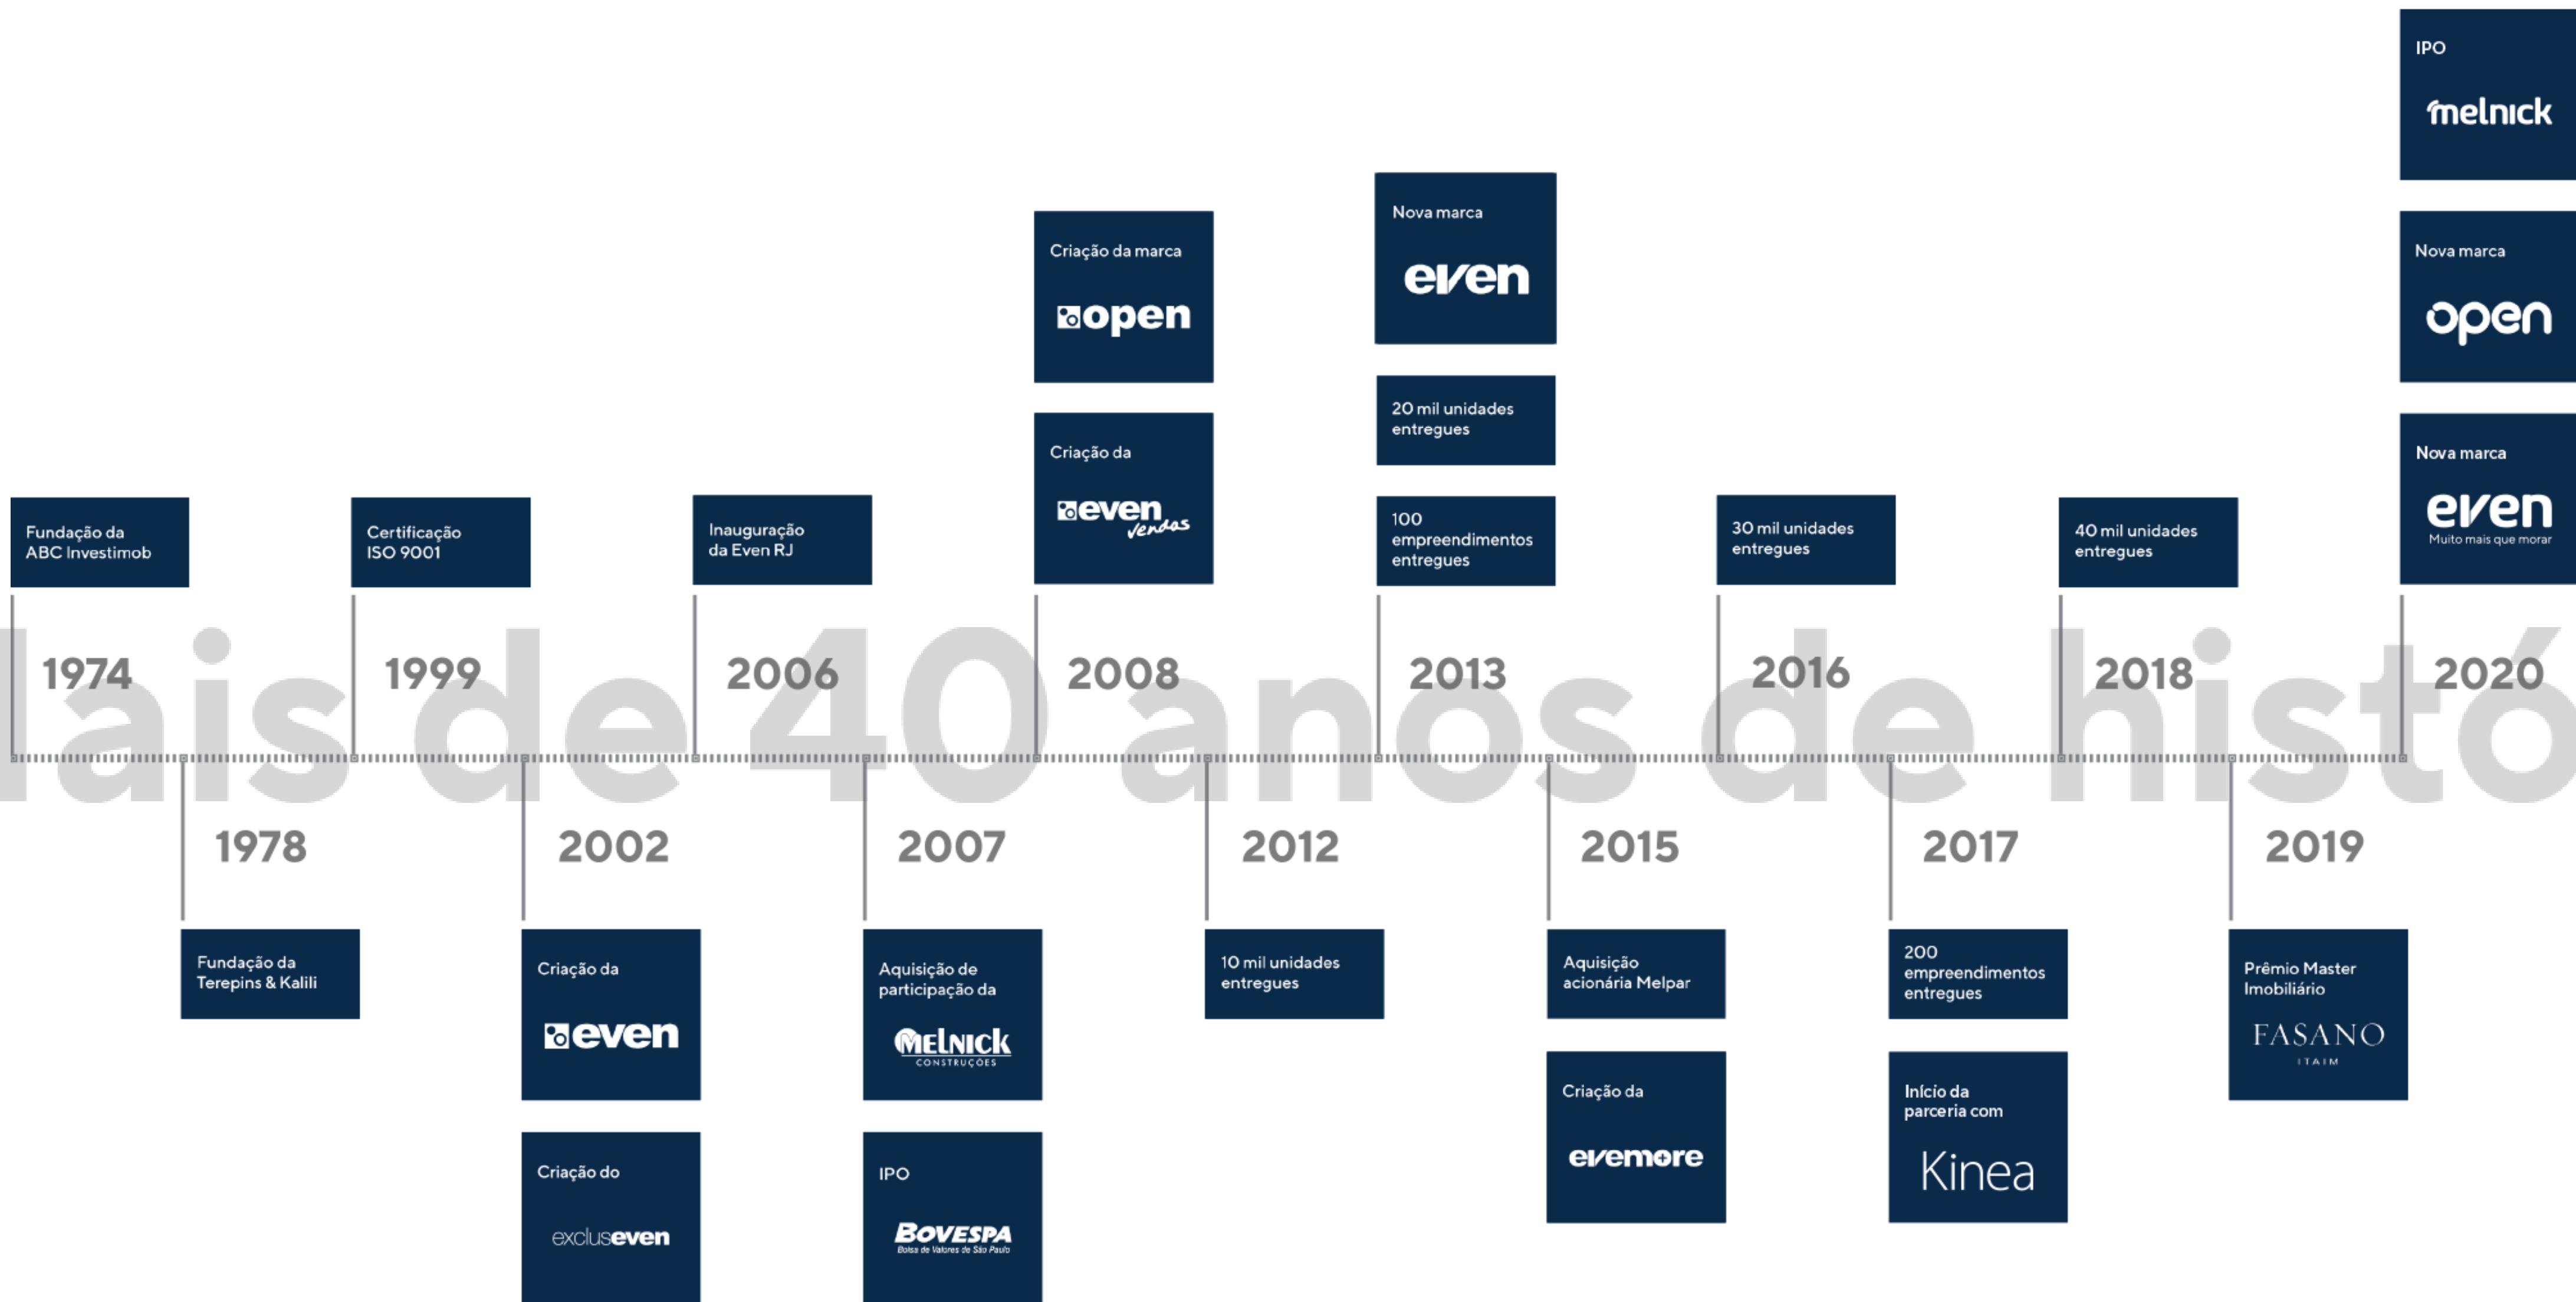 IPO
melnick
Nova marca
even
Criação da marca
open
Nova marca
open
20 mil unidades
entregues
Criação da
even
vendas
Nova marca
even
Muito mais que morar
Fundação da
ABC Investimob
Certificação
ISO 9001
Inauguração
da Even RJ
100
empreendimentos
entregues
30 mil unidades
entregues
40 mil unidades
entregues
1974
1999
2006
2008
2013
2016
2018
2020
ais de 40 anos de histó
1978
2002
2007
2012
2015
2017
2019
Fundação da
Terepins & Kalili
Criação da
even
Aquisição de
participação da
MELNICK
CONSTRUÇÕES
10 mil unidades
entregues
Aquisição
acionária Melpar
200
empreendimentos
entregues
Prêmio Master
Imobiliário
FASANO
ITAIM
Criação do
excluseven
IPO
BOVESPA
Bolsa de Valores de São Paulo
Criação da
evemore
Início da
parceria com
Kinea